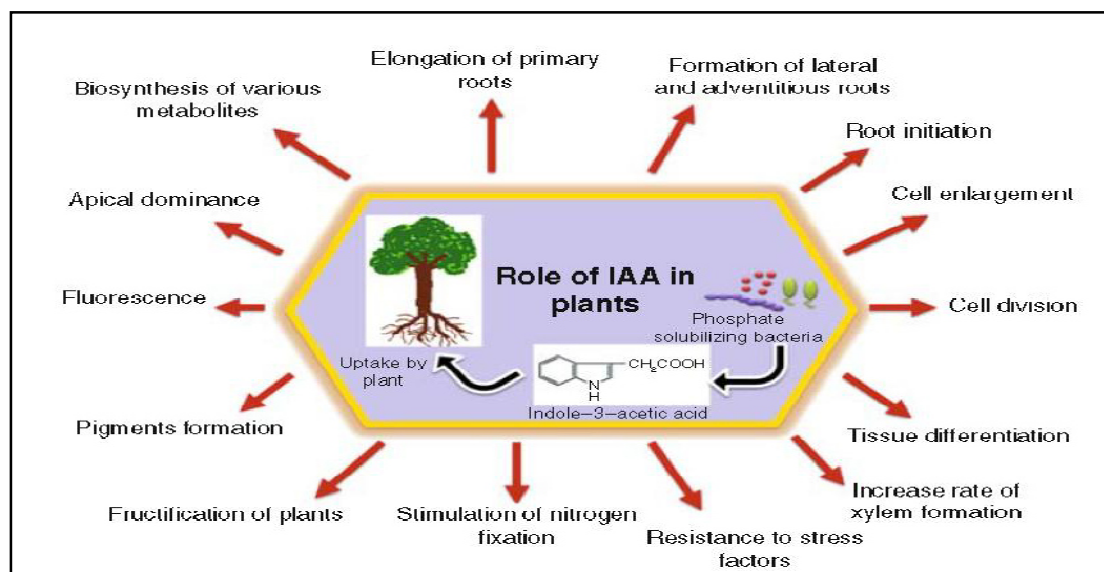 Elongation of primary
roots
Formation of lateral
and adventitious roots
Biosynthesis of various
metabolites
Root initiation
Apical dominance
Cell enlargement
Fluorescence
Cell division
Role of IAA in
plants
Phosphate
solubilizing bacteria
Uptake by
plant
CH₂COOH
N
H
Indole-3-acetic acid
Pigments formation
Tissue differentiation
Fructification of plants
Stimulation of nitrogen
fixation
Resistance to stress
factors
Increase rate of
xylem formation